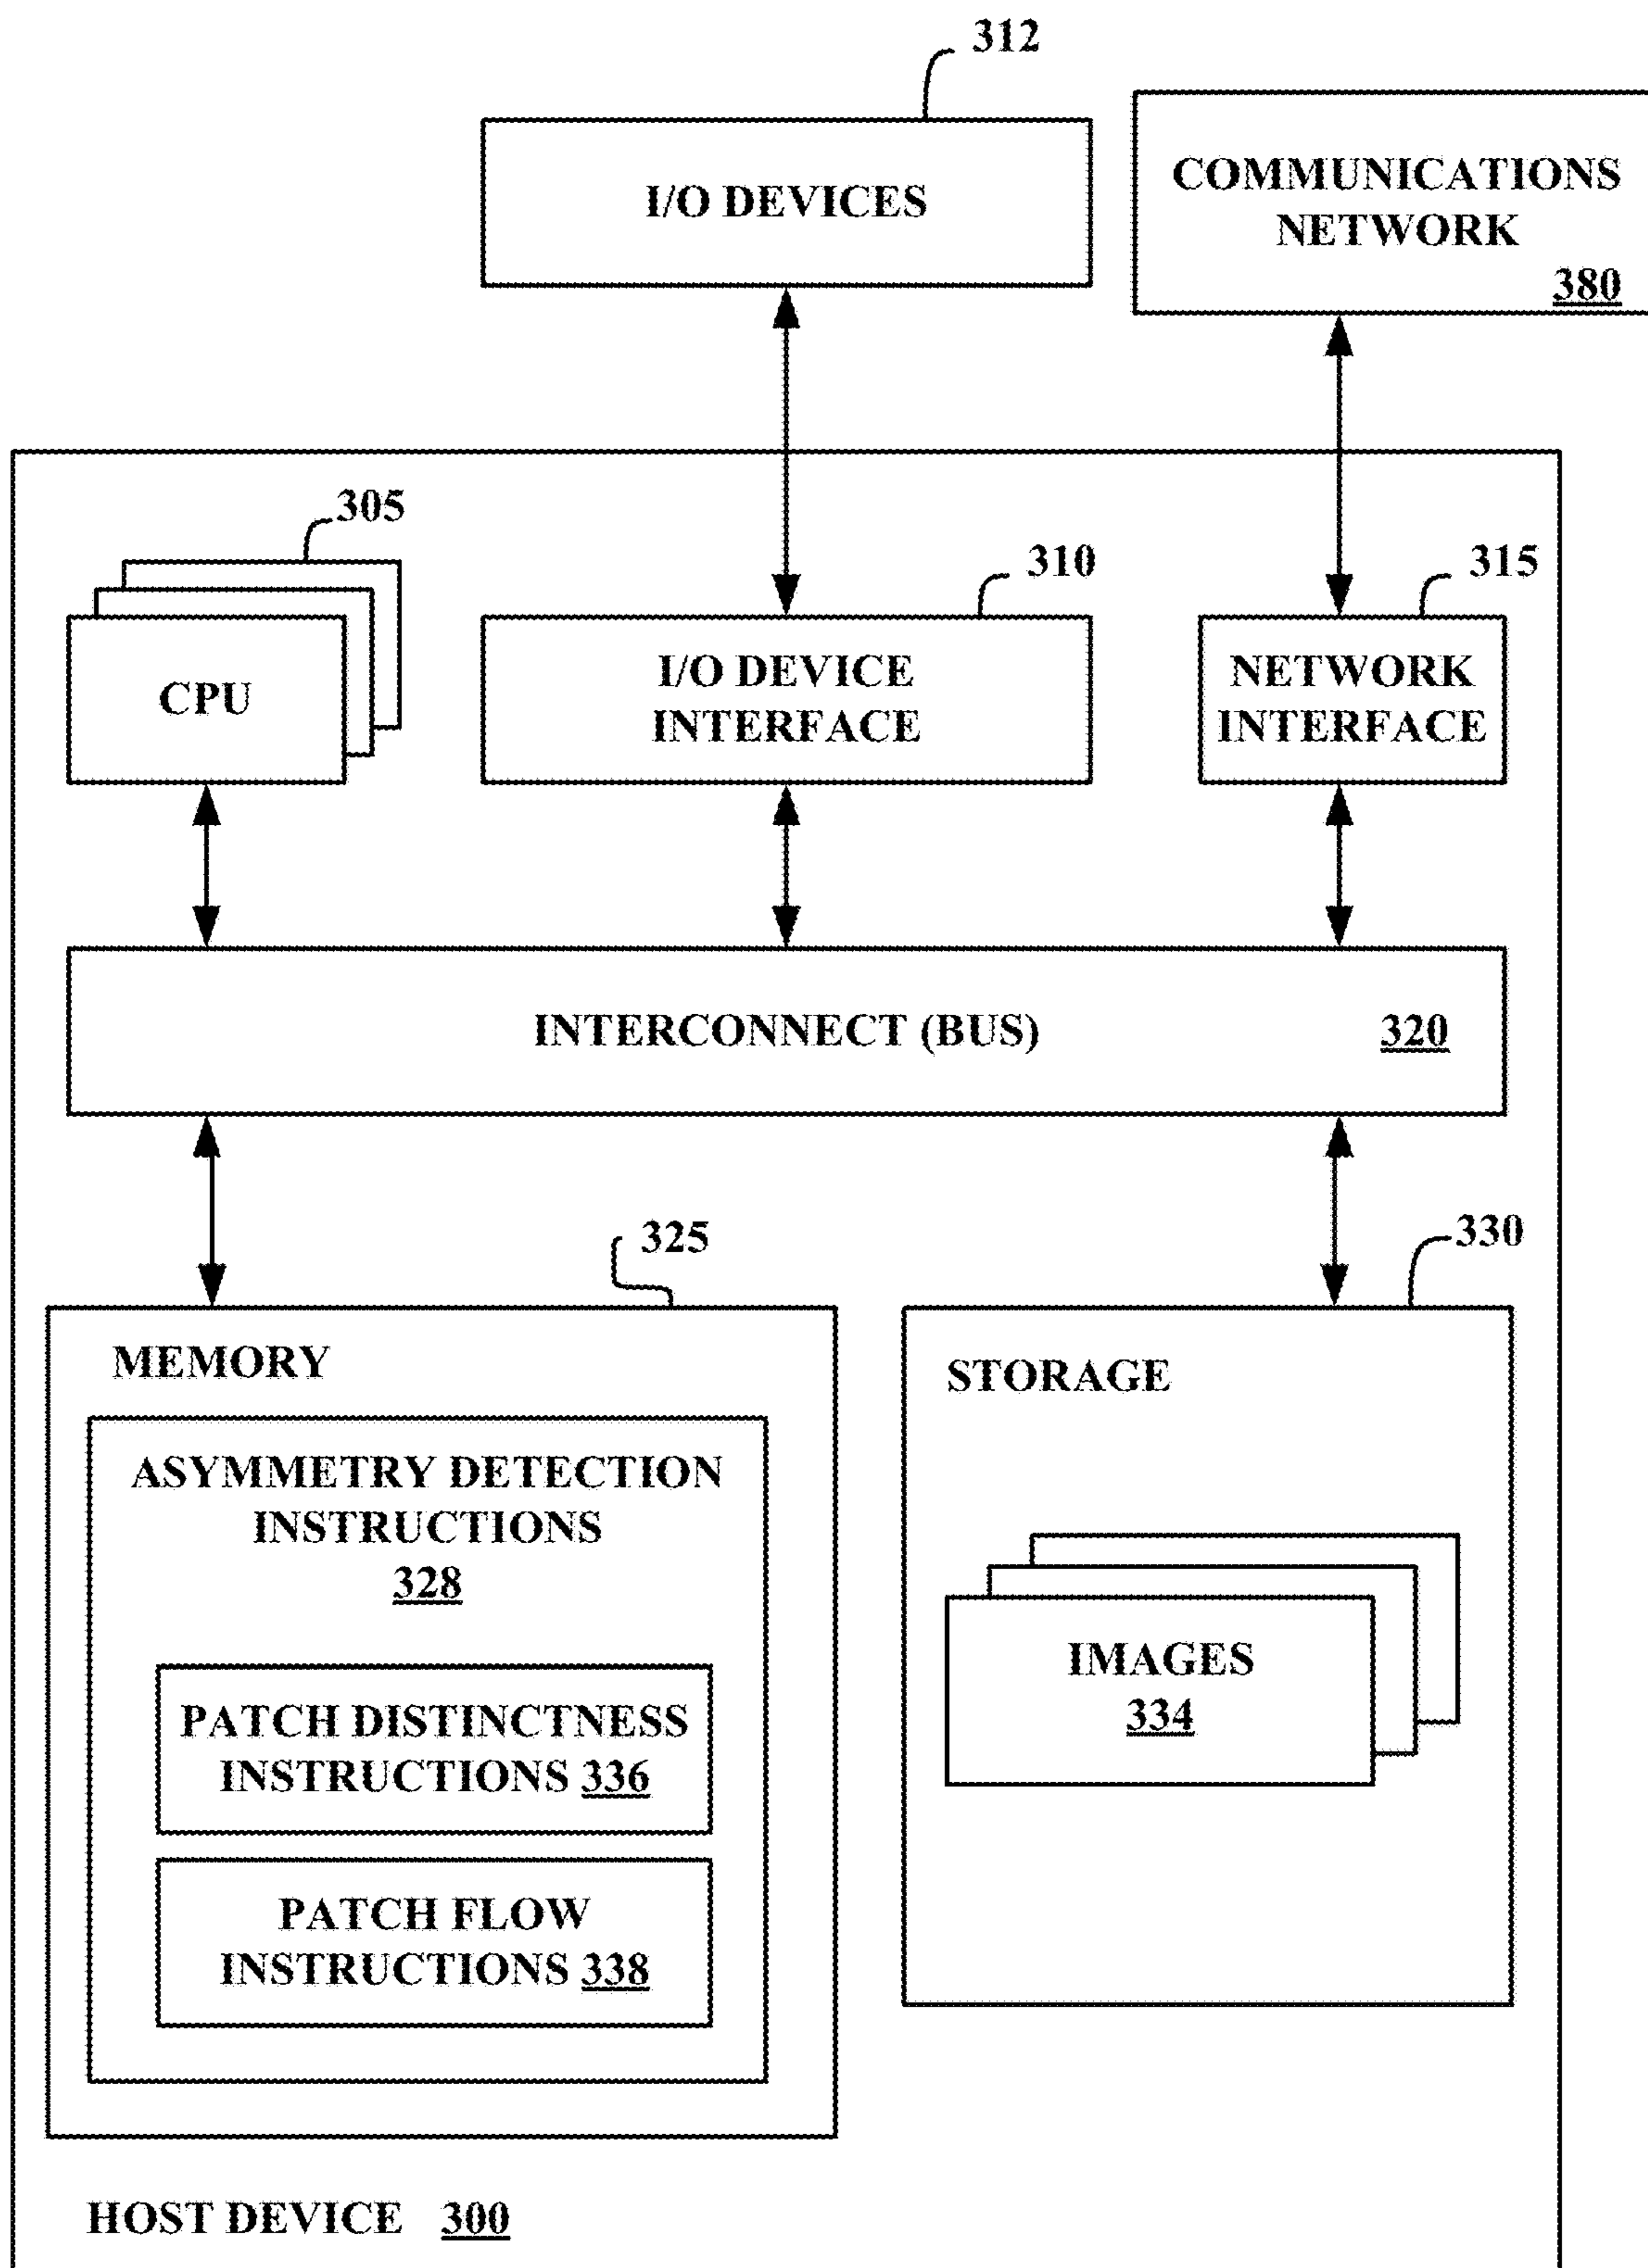 312
I/O DEVICES
COMMUNICATIONS
NETWORK
380
305
310
315
CPU
I/O DEVICE
INTERFACE
NETWORK
INTERFACE
INTERCONNECT (BUS) 320
325
330
MEMORY
ASYMMETRY DETECTION
INSTRUCTIONS
328
PATCH DISTINCTNESS
INSTRUCTIONS 336
PATCH FLOW
INSTRUCTIONS 338
STORAGE
IMAGES
334
HOST DEVICE 300